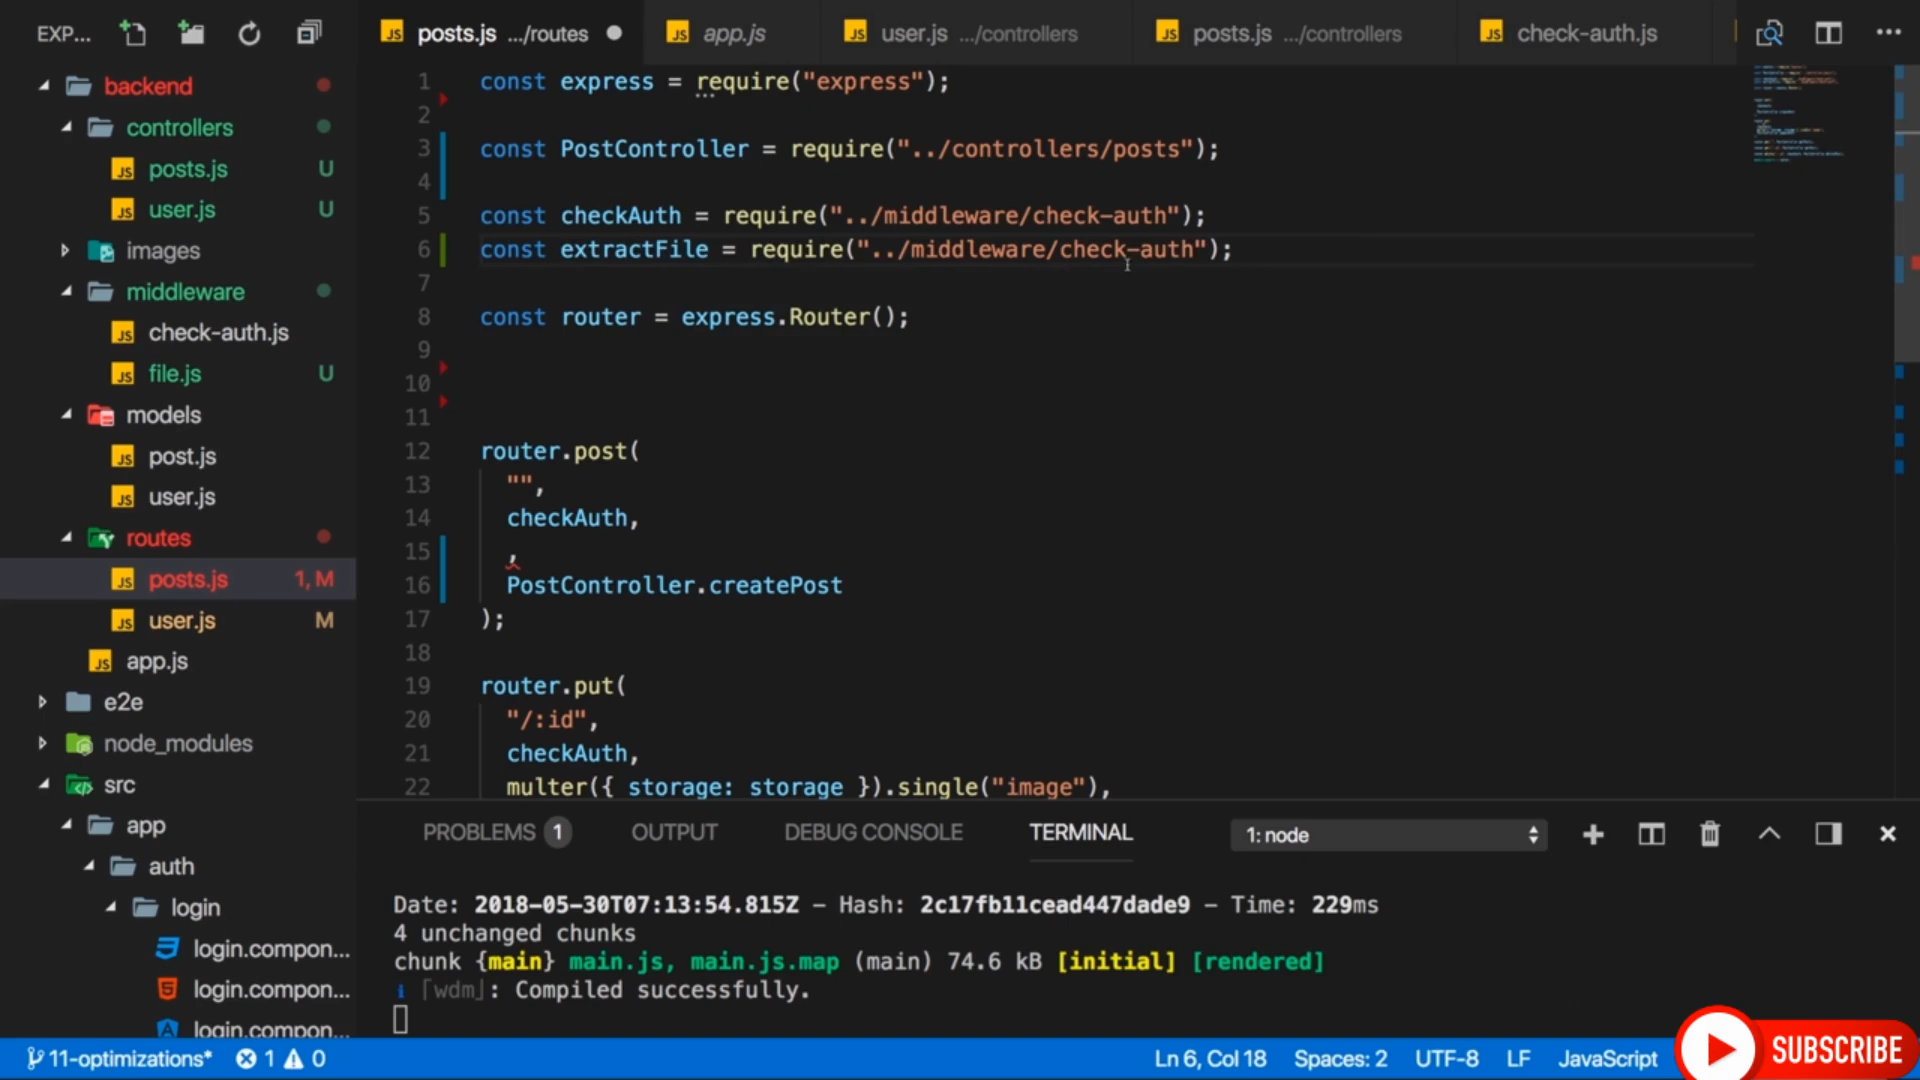 EXP...
posts.js .../routes
app.js
user.js .../controllers
posts.js .../controllers
check-auth.js
backend
controllers
posts.js U
user.js U
images
middleware
check-auth.js
file.js U
models
post.js
user.js
routes
posts.js 1, M
user.js M
app.js
e2e
node_modules
src
app
auth
login
login.compon...
login.compon...
login.compon...
1 const express = require("express");
2
3 const PostController = require("../controllers/posts");
4
5 const checkAuth = require("../middleware/check-auth");
6 const extractFile = require("../middleware/check-auth");
7
8 const router = express.Router();
9
10
11
12 router.post(
13 "",
14 checkAuth,
15 ,
16 PostController.createPost
17 );
18
19 router.put(
20 "/:id",
21 checkAuth,
22 multer({ storage: storage }).single("image"),
PROBLEMS 1 OUTPUT DEBUG CONSOLE TERMINAL 1: node
Date: 2018-05-30T07:13:54.815Z - Hash: 2c17fb11cead447dade9 - Time: 229ms
4 unchanged chunks
chunk {main} main.js, main.js.map (main) 74.6 kB [initial] [rendered]
i ｢wdm｣: Compiled successfully.
11-optimizations* 1 0 Ln 6, Col 18 Spaces: 2 UTF-8 LF JavaScript
SUBSCRIBE